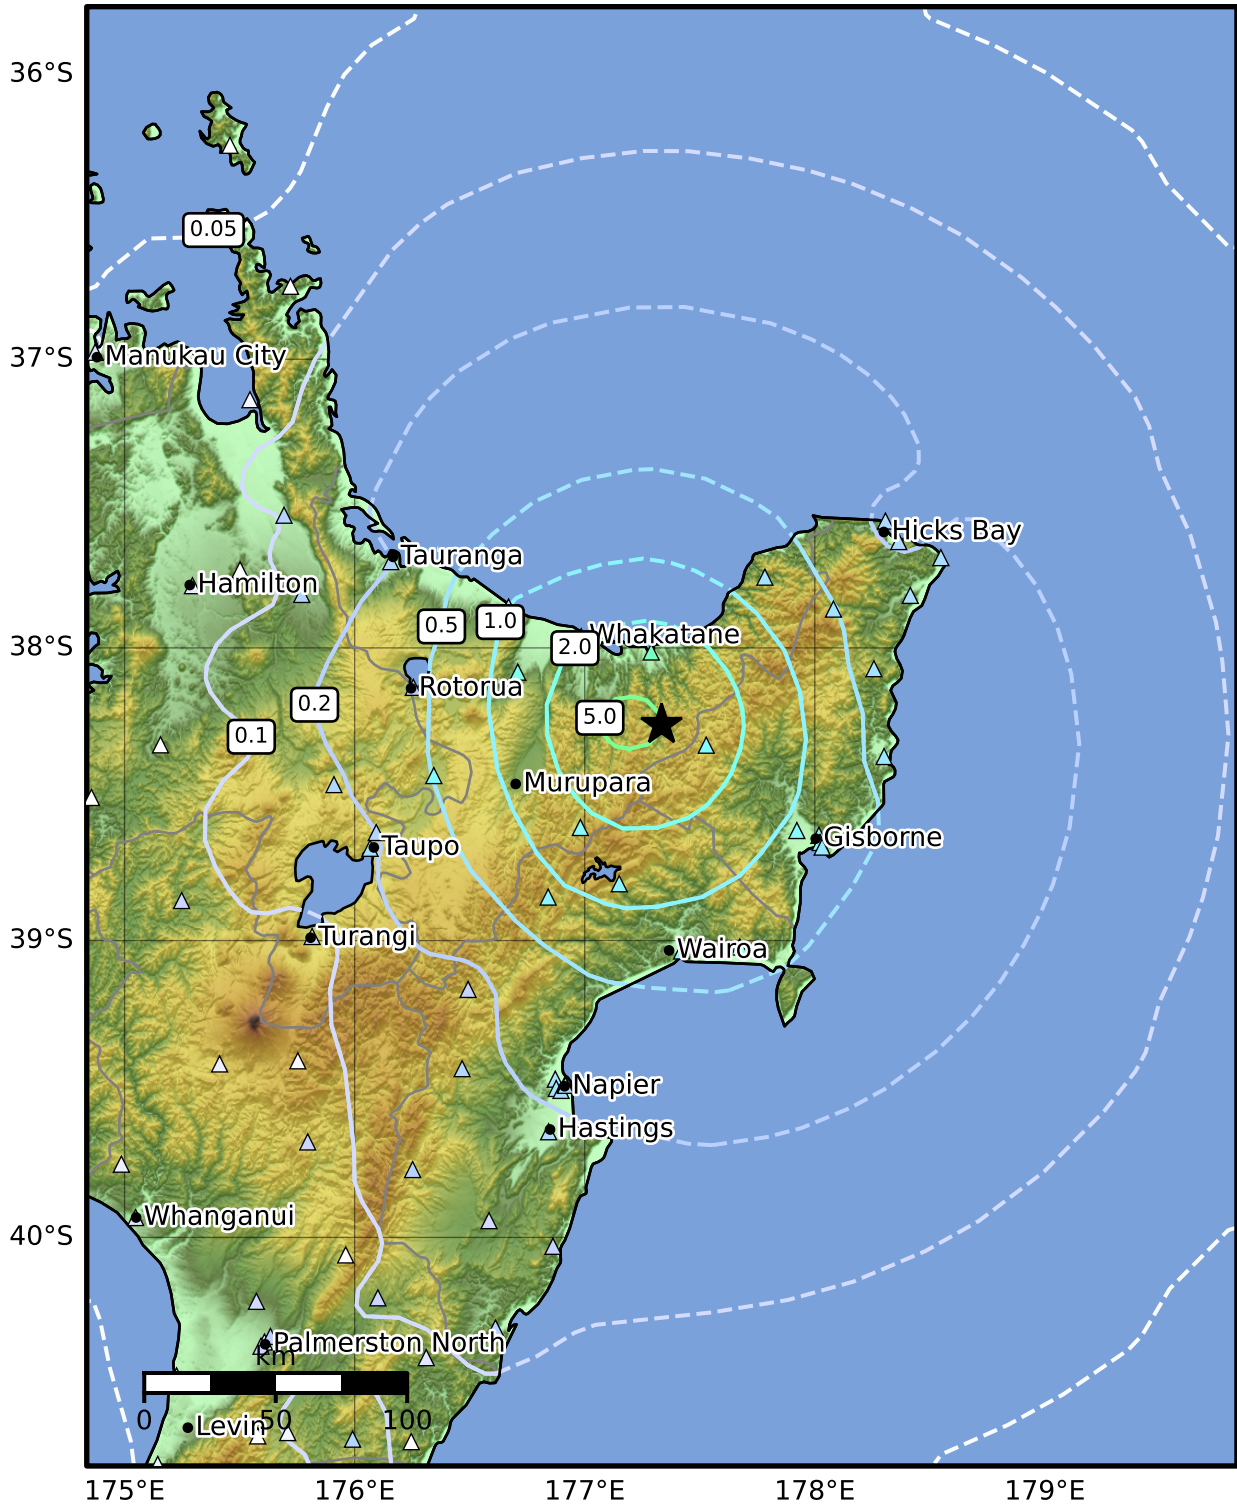 36°S
0.05
37°S
Manukau City
Tauranga
Hicks Bay
Hamilton
0.5
1.0
2.0
Whakatane
38°S
Rotorua
0.2
5.0
0.1
Murupara
Taupo
Gisborne
39°S
Turangi
Wairoa
Napier
Hastings
Whanganui
40°S
Palmerston North
km
0
50
100
Levin
175°E
176°E
177°E
178°E
179°E